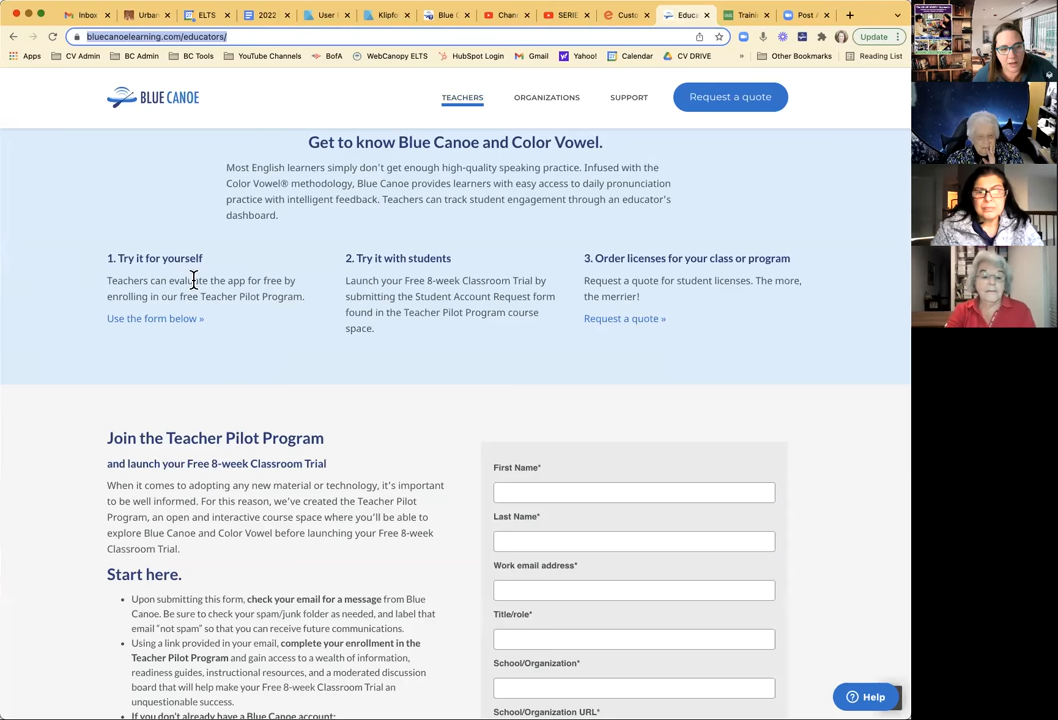 Inbox
Urban
ELTS
2022
User
Klipfo
Blue C
Chan
SERIE
Custo
Educa
Traini
Post A
bluecanoelearning.com/educators/
Update
Apps
CV Admin
BC Admin
BC Tools
YouTube Channels
BofA
WebCanopy ELTS
HubSpot Login
Gmail
Yahoo!
Calendar
CV DRIVE
»
Other Bookmarks
Reading List
BLUE CANOE
TEACHERS
ORGANIZATIONS
SUPPORT
Request a quote
Get to know Blue Canoe and Color Vowel.
Most English learners simply don't get enough high-quality speaking practice. Infused with the
Color Vowel® methodology, Blue Canoe provides learners with easy access to daily pronunciation
practice with intelligent feedback. Teachers can track student engagement through an educator's
dashboard.
1. Try it for yourself
Teachers can evaluate the app for free by
enrolling in our free Teacher Pilot Program.
Use the form below »
2. Try it with students
Launch your Free 8-week Classroom Trial by
submitting the Student Account Request form
found in the Teacher Pilot Program course
space.
3. Order licenses for your class or program
Request a quote for student licenses. The more,
the merrier!
Request a quote »
Join the Teacher Pilot Program
and launch your Free 8-week Classroom Trial
When it comes to adopting any new material or technology, it's important
to be well informed. For this reason, we've created the Teacher Pilot
Program, an open and interactive course space where you'll be able to
explore Blue Canoe and Color Vowel before launching your Free 8-week
Classroom Trial.
Start here.
• Upon submitting this form, check your email for a message from Blue
Canoe. Be sure to check your spam/junk folder as needed, and label that
email "not spam" so that you can receive future communications.
• Using a link provided in your email, complete your enrollment in the
Teacher Pilot Program and gain access to a wealth of information,
readiness guides, instructional resources, and a moderated discussion
board that will help make your Free 8-week Classroom Trial an
unquestionable success.
• If you don't already have a Blue Canoe account:
First Name*
Last Name*
Work email address*
Title/role*
School/Organization*
School/Organization URL*
Help